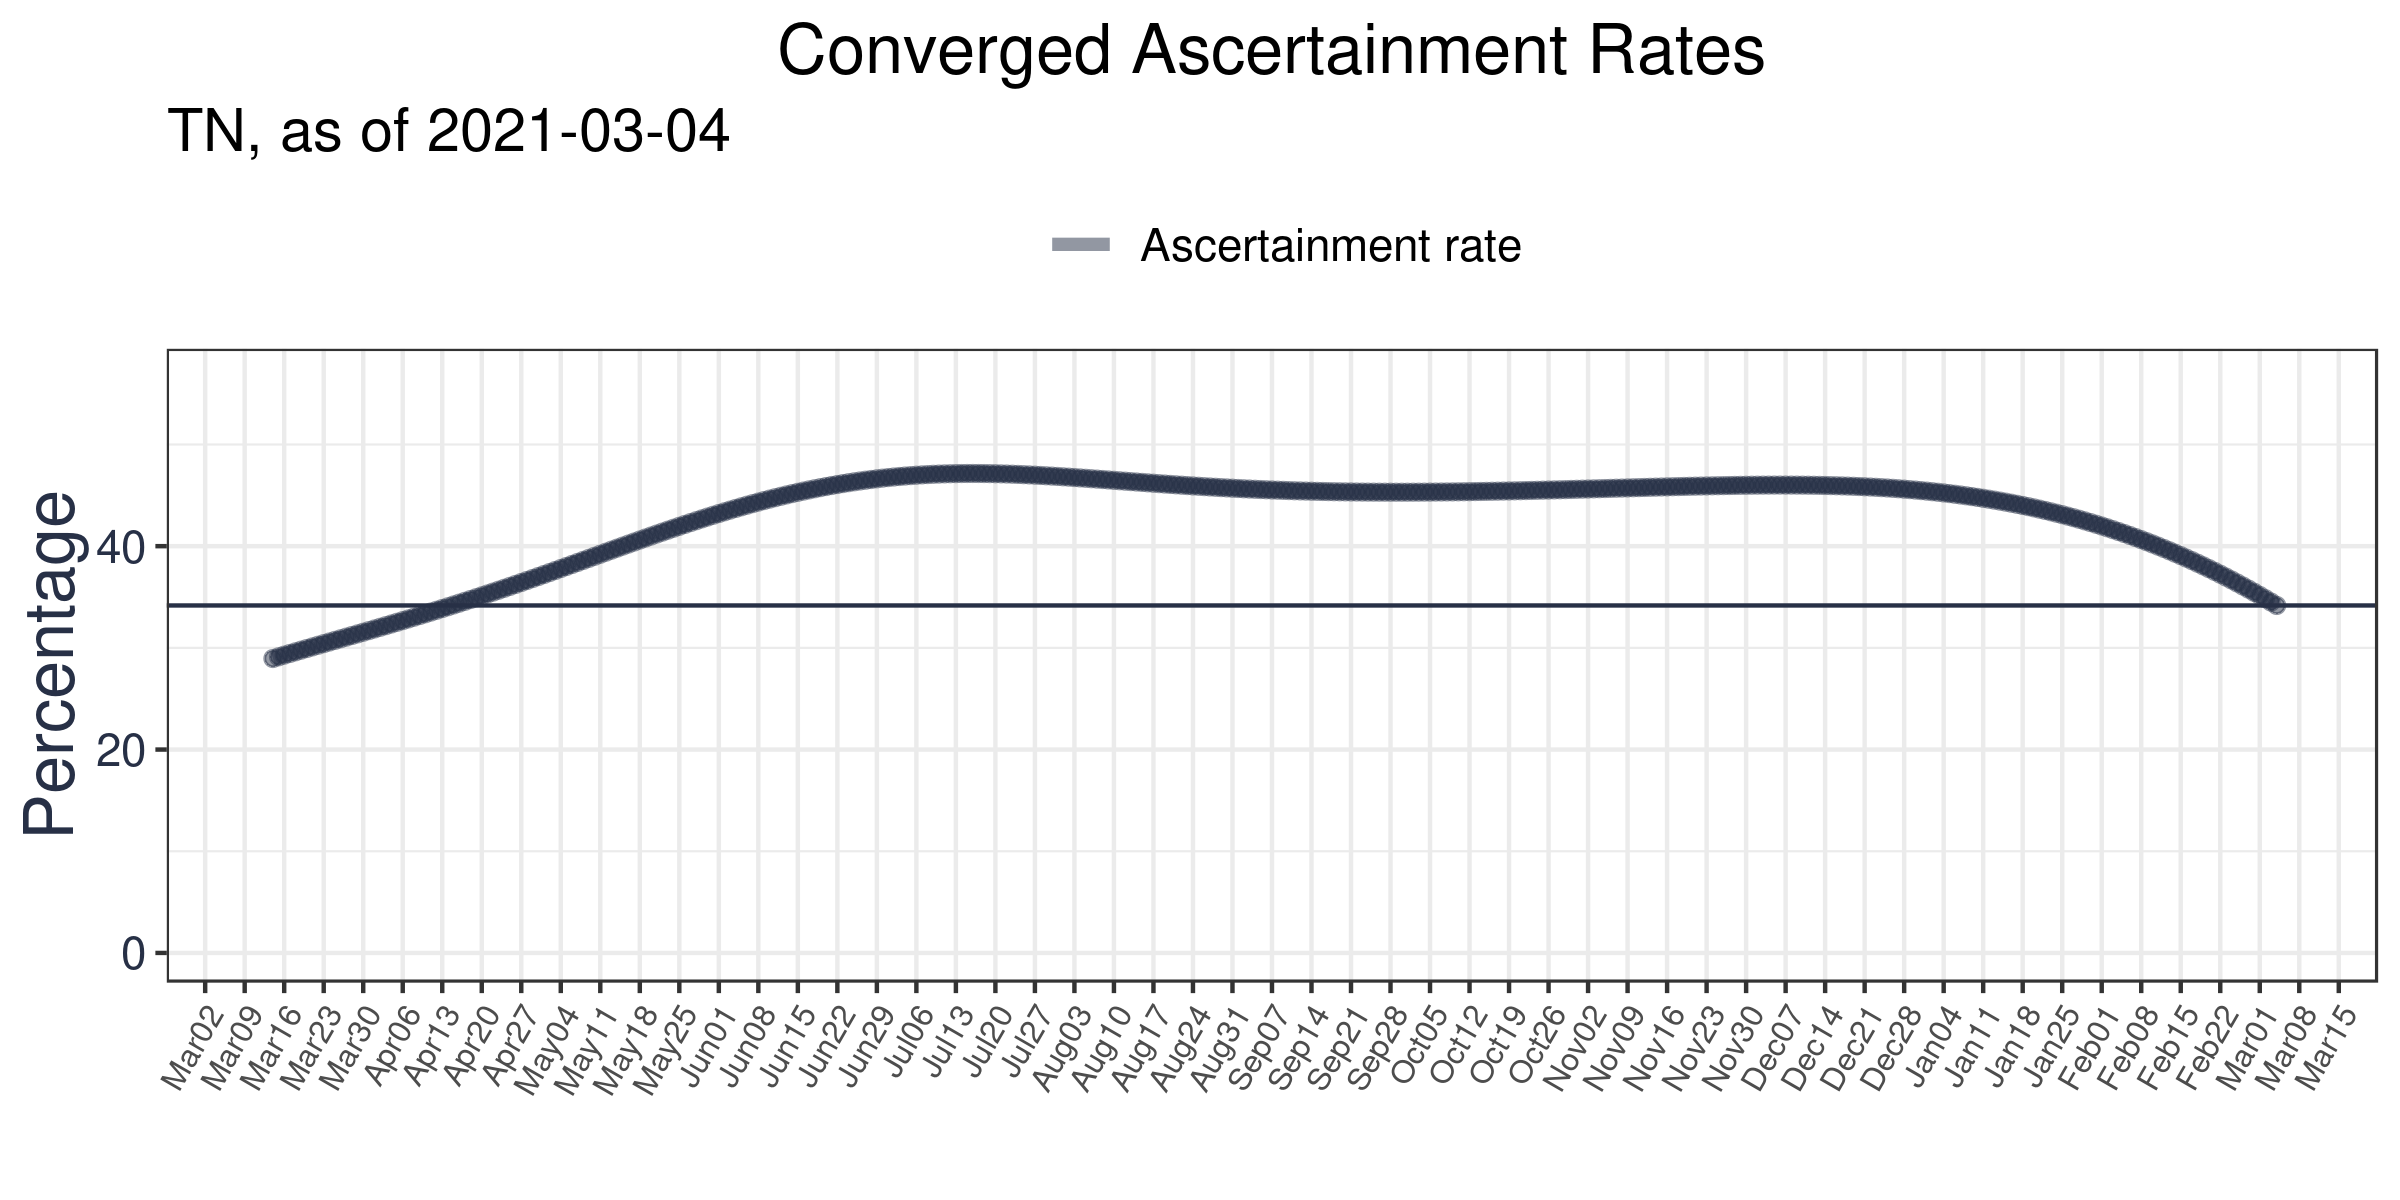 Converged Ascertainment Rates
TN, as of 2021-03-04
Ascertainment rate
Percentage
40
20
0
Mar02
Mar09
Mar16
Mar23
Mar30
Apr06
Apr13
Apr20
Apr27
May04
May11
May18
May25
Jun01
Jun08
Jun15
Jun22
Jun29
Jul06
Jul13
Jul20
Jul27
Aug03
Aug10
Aug17
Aug24
Aug31
Sep07
Sep14
Sep21
Sep28
Oct05
Oct12
Oct19
Oct26
Nov02
Nov09
Nov16
Nov23
Nov30
Dec07
Dec14
Dec21
Dec28
Jan04
Jan11
Jan18
Jan25
Feb01
Feb08
Feb15
Feb22
Mar01
Mar08
Mar15